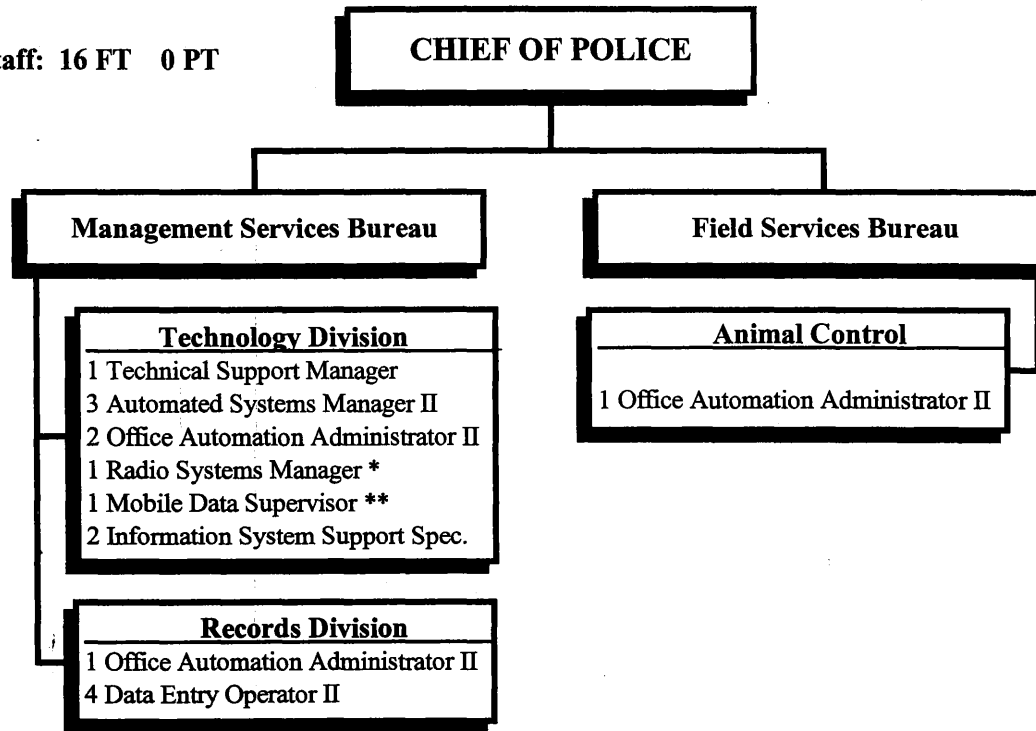 taff: 16 FT 0 PT
CHIEF OF POLICE
Management Services Bureau
Technology Division
1 Technical Support Manager
3 Automated Systems Manager II
2 Office Automation Administrator II
1 Radio Systems Manager *
1 Mobile Data Supervisor **
2 Information System Support Spec.
Records Division
1 Office Automation Administrator II
4 Data Entry Operator II
Field Services Bureau
Animal Control
1 Office Automation Administrator II